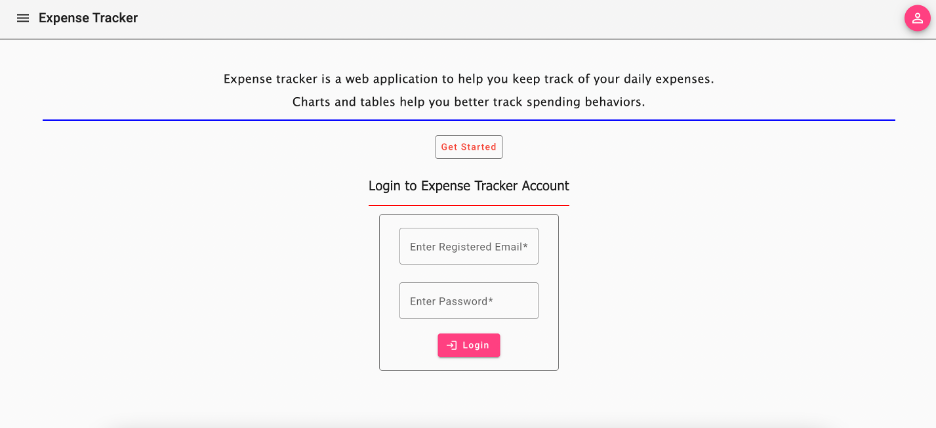 Expense Tracker
Expense tracker is a web application to help you keep track of your daily expenses.
Charts and tables help you better track spending behaviors.
Get Started
Login to Expense Tracker Account
Enter Registered Email*
Enter Password*
Login